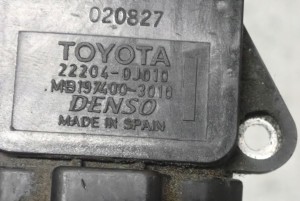 020827
TOYOTA
22204-0J010
MB197400-3010
DENSO
MADE IN SPAIN